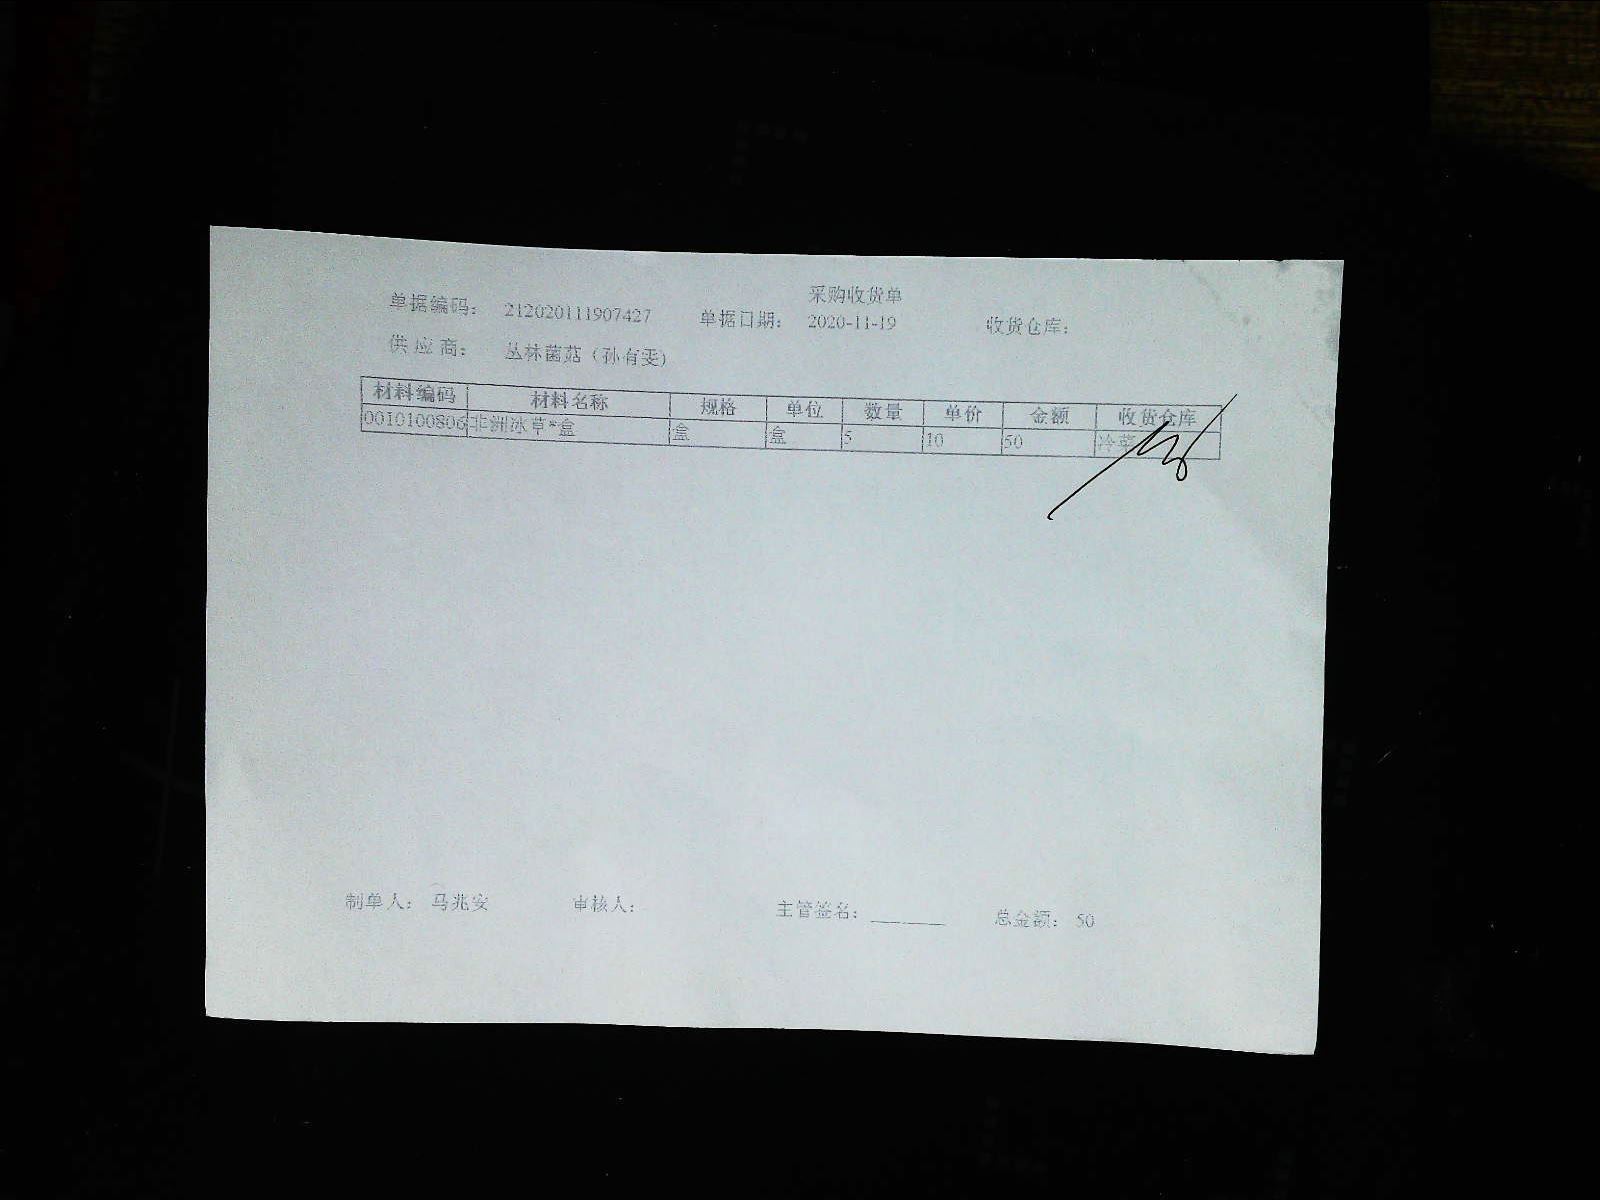 采购收货单
单据编码： 212020111907427 单据日期： 2020-11-19 收货仓库：
供应商： 丛林菌菇（孙有雯）
材料编码 材料名称 规格 单位 数量 单价 金额 收货仓库
0010100806 非洲冰草*盒 盒 盒 5 10 50 冷菜
制单人： 马兆安 审核人： 主管签名： ______ 总金额： 50